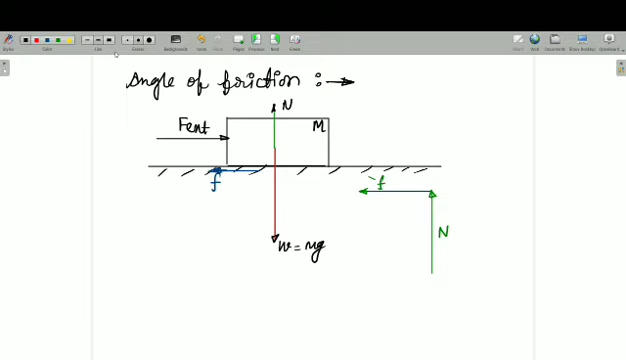 Angle of friction :→
N
M
Fext
f
f
N
W = Mg